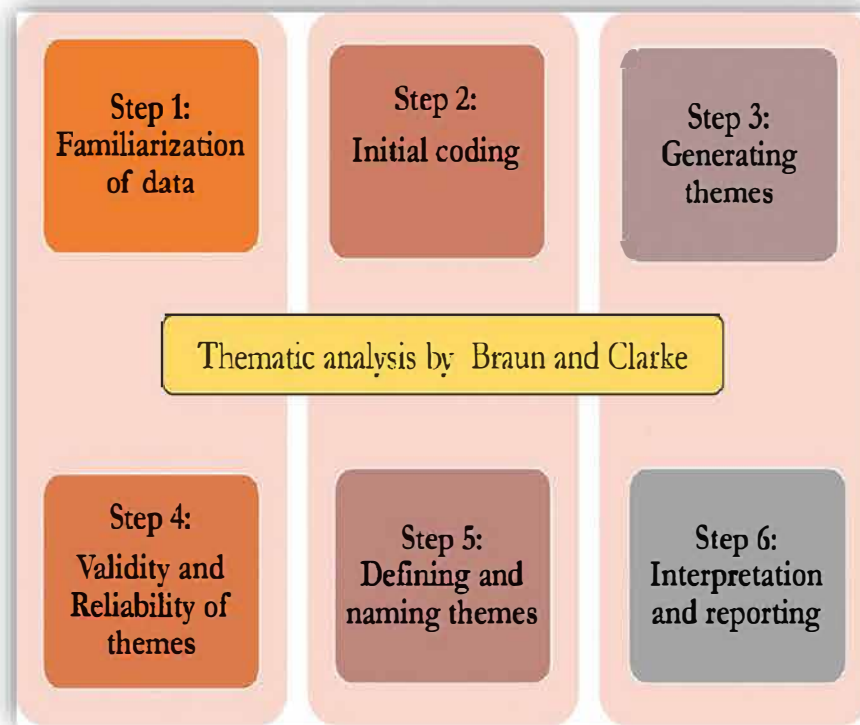 Step 1:
Familiarization
of data
Step 2:
Initial coding
Step 3:
Generating
themes
Thematic analysis by Braun and Clarke
Step 4:
Validity and
Reliability of
themes
Step 5:
Defining and
naming themes
Step 6:
Interpretation
and reporting